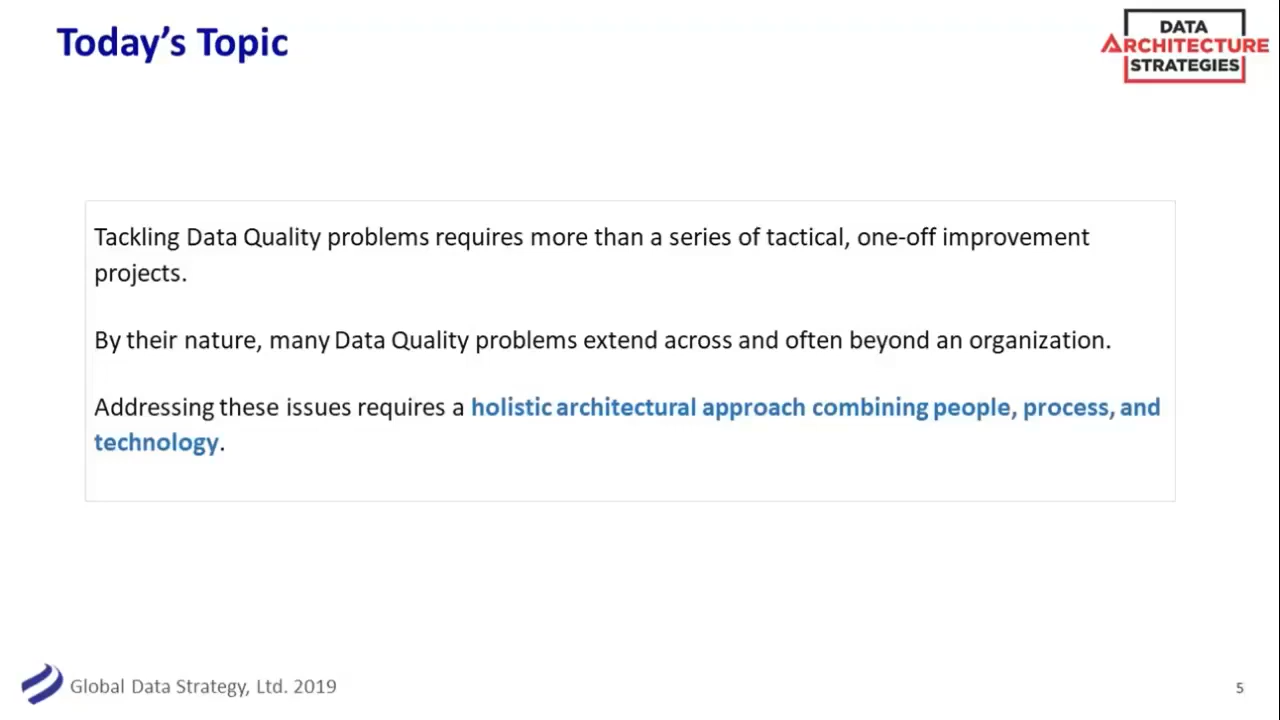 Today's Topic
DATA
ARCHITECTURE
STRATEGIES
Tackling Data Quality problems requires more than a series of tactical, one-off improvement
projects.
By their nature, many Data Quality problems extend across and often beyond an organization.
Addressing these issues requires a holistic architectural approach combining people, process, and
technology.
Global Data Strategy, Ltd. 2019
5